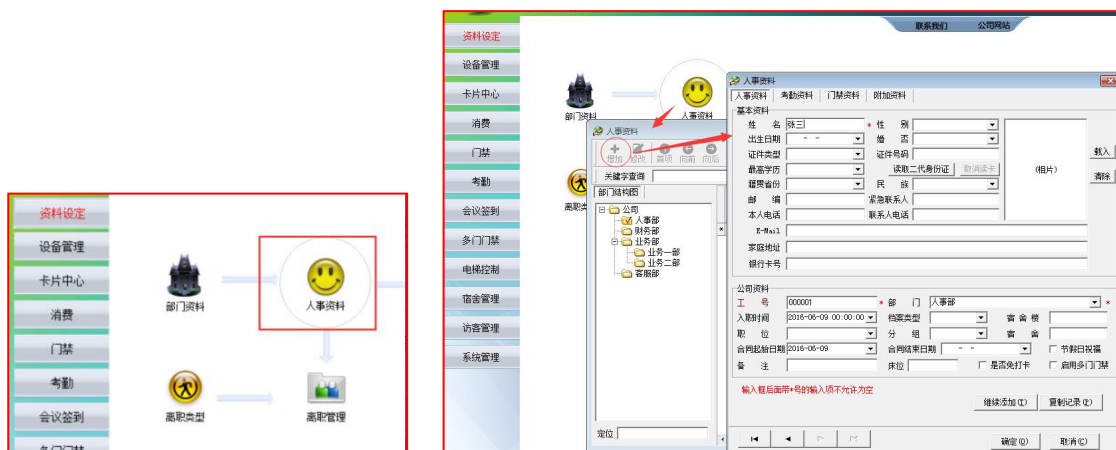 资料设定
设备管理
卡片中心
消费
门禁
考勤
会议签到
部门资料
人事资料
离职类型
离职管理
联系我们 公司网站
资料设定
设备管理
卡片中心
消费
门禁
考勤
会议签到
多门门禁
电梯控制
宿舍管理
访客管理
系统管理
部门资料
人事资料
人事资料
增加 修改 首项 向前 向后
关键字查询
部门结构图
公司
人事部
财务部
业务部
业务一部
业务二部
客服部
定位
人事资料
人事资料 考勤资料 门禁资料 附加资料
基本资料
姓 名 张三 * 性 别
出生日期 - - 婚 否
证件类型 证件号码
最高学历 读取二代身份证 取消读卡
籍贯省份 民 族
邮 编 紧急联系人
本人电话 联系人电话
E-Mail
家庭地址
银行卡号
(相片)
载入
清除
公司资料
工 号 000001 * 部 门 人事部 *
入职时间 2016-06-09 00:00:00 档案类型 宿舍楼
职 位 分 组 宿 舍
合同起始日期 2016-06-09 合同结束日期 - - 节假日祝福
备 注 床位 是否免打卡 启用多门门禁
输入框后面带*号的输入项不允许为空
继续添加(T) 复制记录(P)
确定(O) 取消(C)